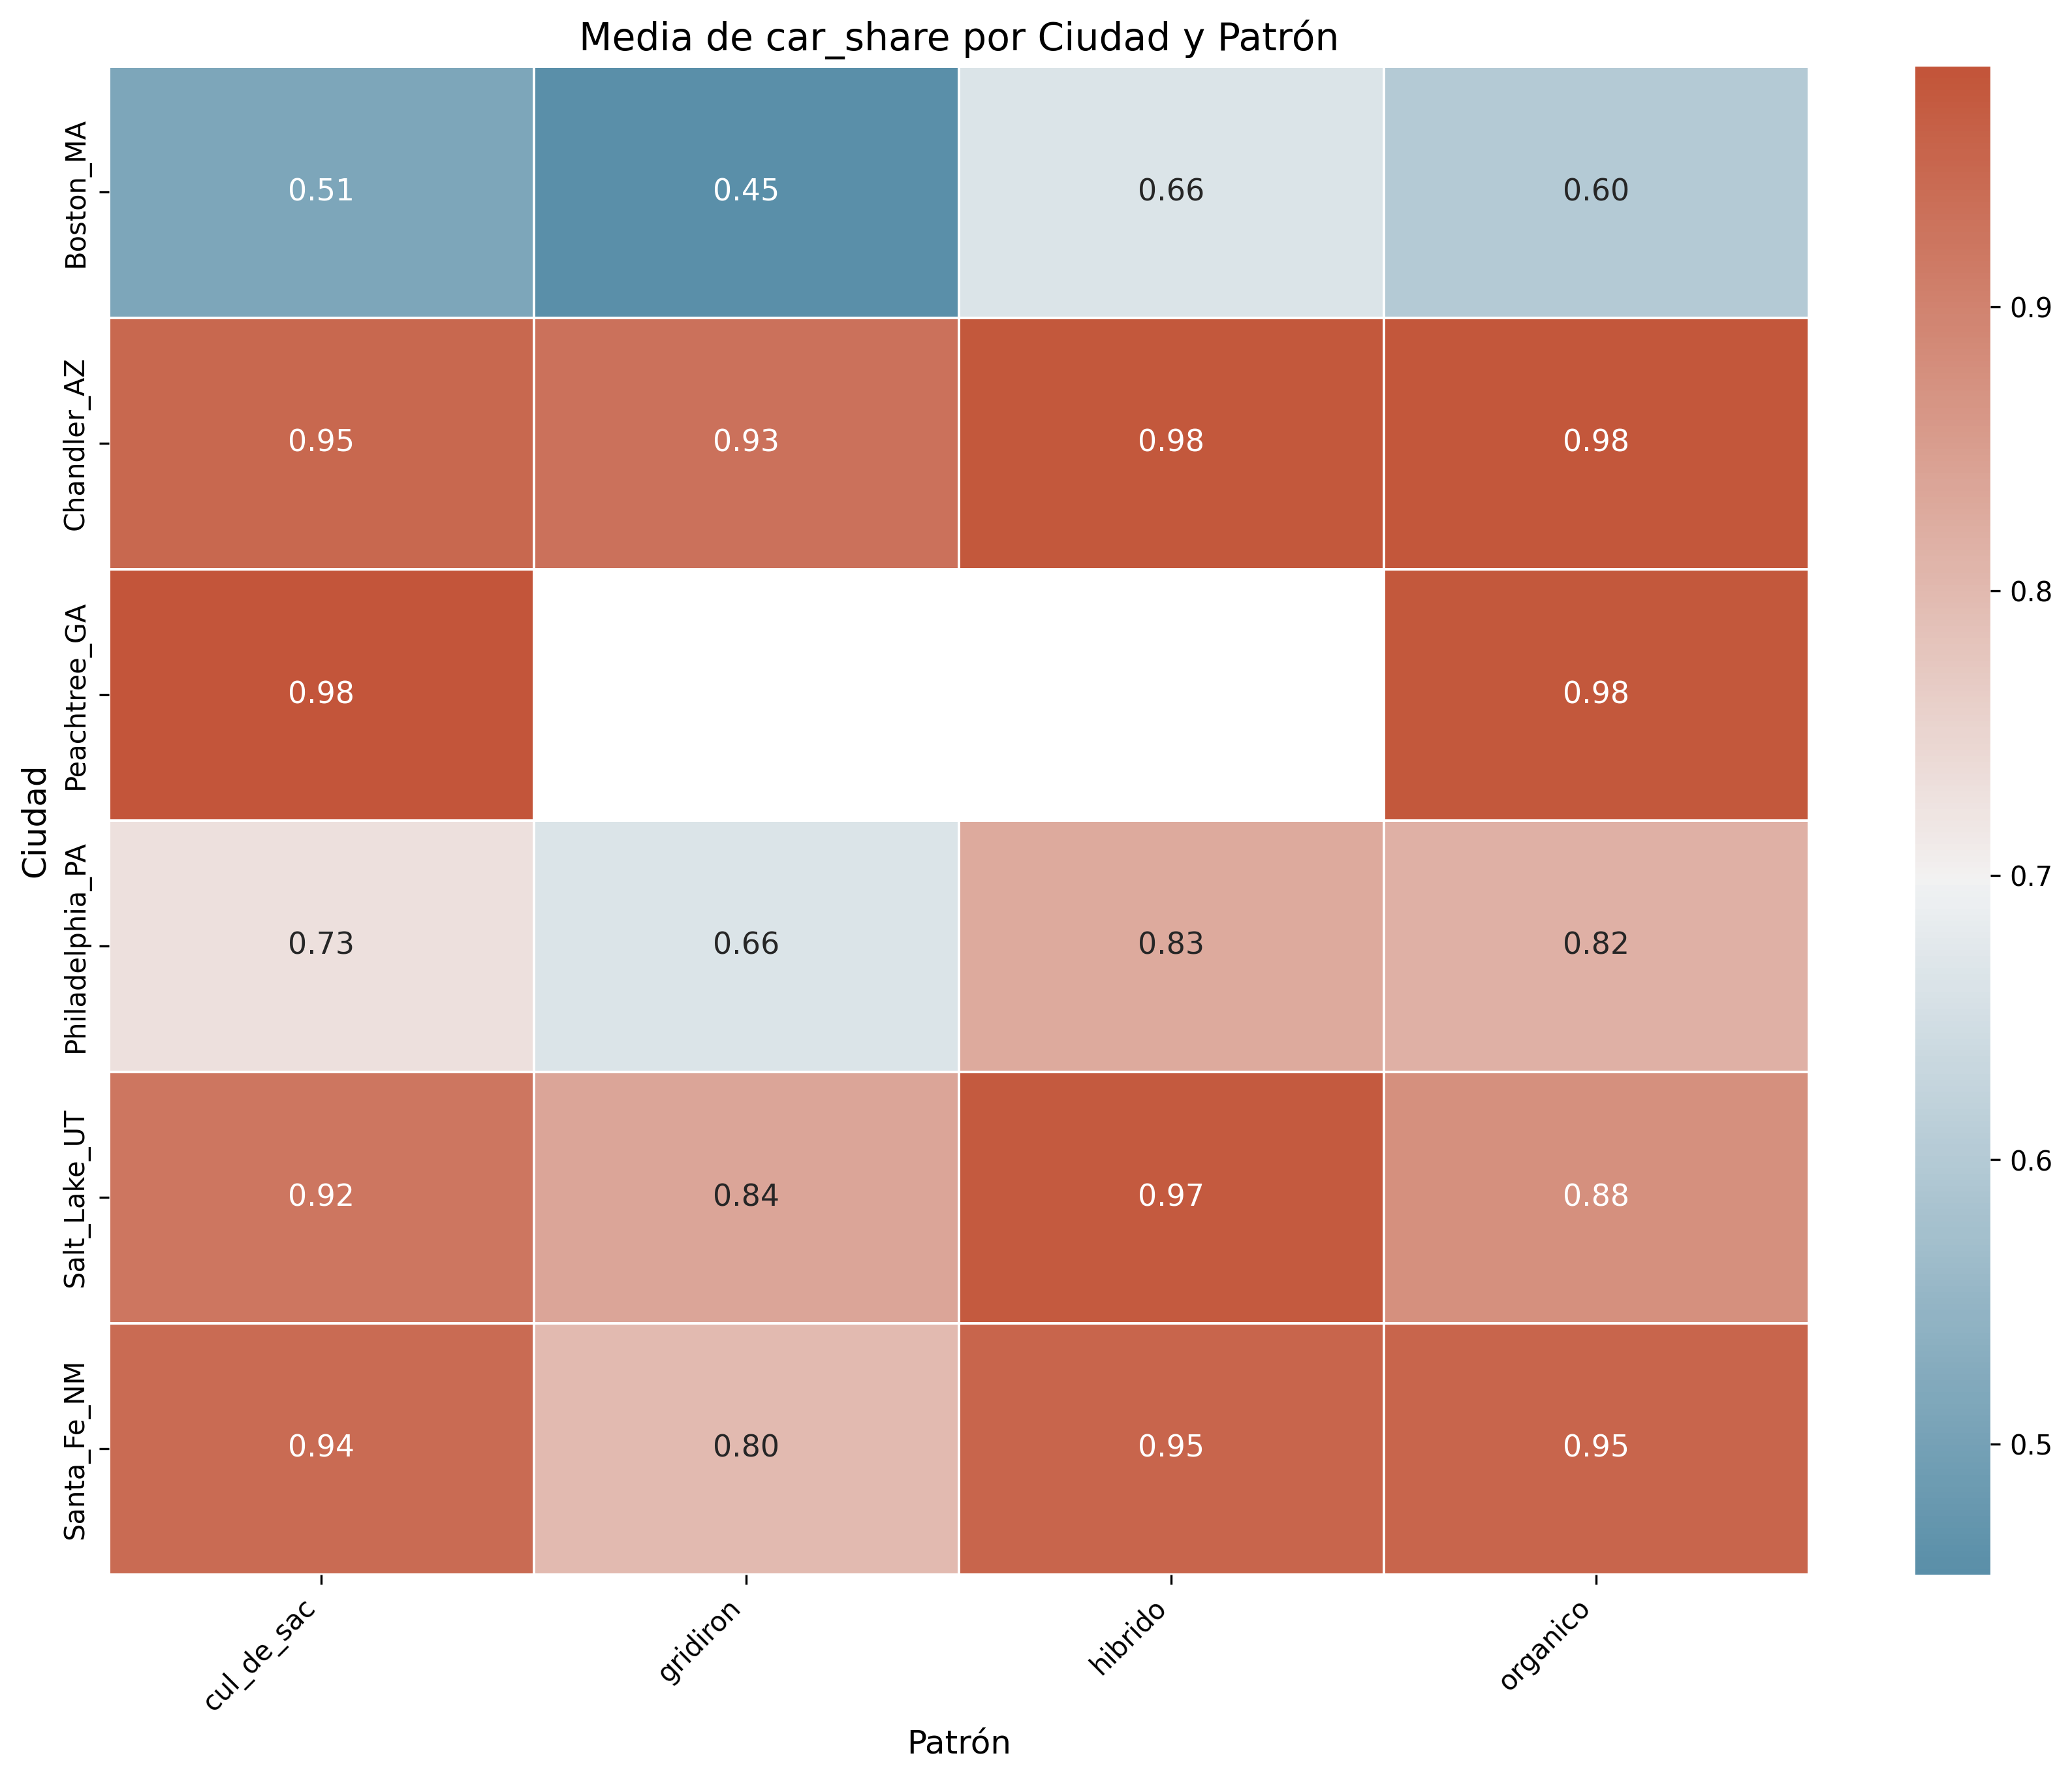 Media de car_share por Ciudad y Patrón
Ciudad
Boston_MA
0.51 0.45 0.66 0.60
Chandler_AZ
0.95 0.93 0.98 0.98
Peachtree_GA
0.98 0.98
Philadelphia_PA
0.73 0.66 0.83 0.82
Salt_Lake_UT
0.92 0.84 0.97 0.88
Santa_Fe_NM
0.94 0.80 0.95 0.95
cul_de_sac gridiron hibrido organico
Patrón
0.9
0.8
0.7
0.6
0.5